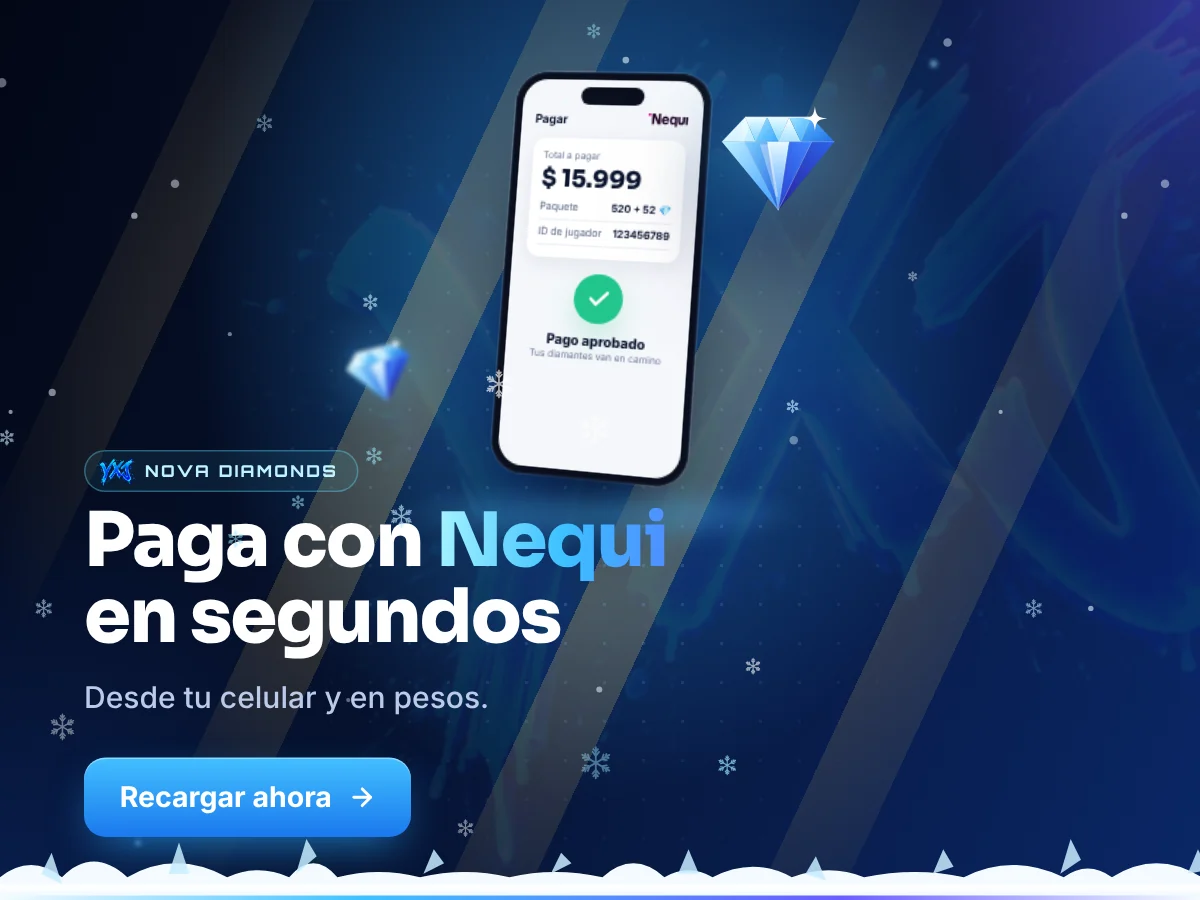 Pagar
Nequi
Total a pagar
$ 15.999
Paquete 520 + 52
ID de jugador 123456789
Pago aprobado
Tus diamantes van en camino
YXS NOVA DIAMONDS
Paga con Nequi
en segundos
Desde tu celular y en pesos.
Recargar ahora